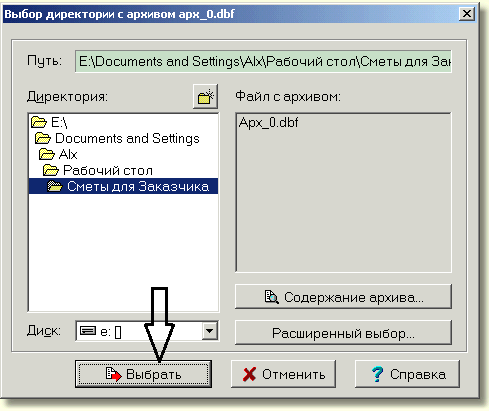 Выбор директории с архивом арх_0.dbf
Путь: E:\Documents and Settings\Alx\Рабочий стол\Сметы для Зак
Директория:
Файл с архивом:
E:\
Documents and Settings
Alx
Рабочий стол
Сметы для Заказчика
Арх_0.dbf
Содержание архива...
Диск: e: []
Расширенный выбор...
Выбрать
Отменить
? Справка